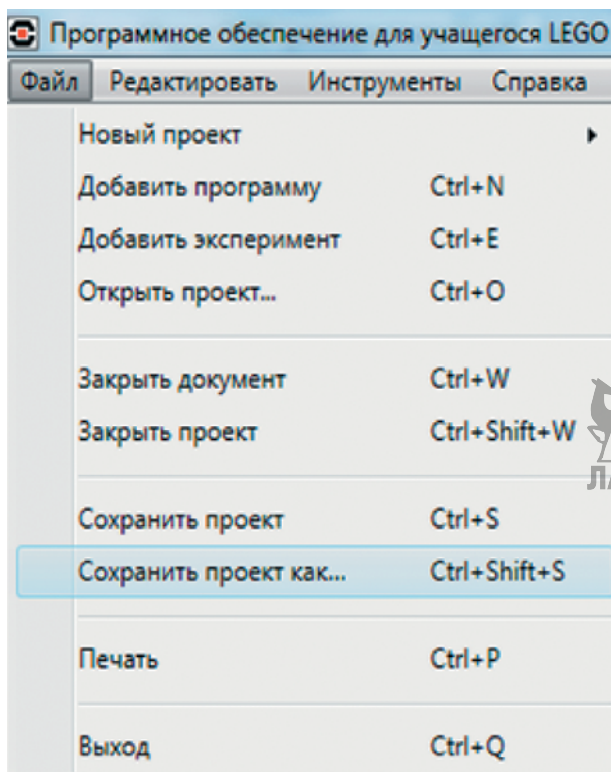 Программное обеспечение для учащегося LEGO
Файл Редактировать Инструменты Справка
Новый проект
Добавить программу Ctrl+N
Добавить эксперимент Ctrl+E
Открыть проект... Ctrl+O
Закрыть документ Ctrl+W
Закрыть проект Ctrl+Shift+W
Сохранить проект Ctrl+S
Сохранить проект как... Ctrl+Shift+S
Печать Ctrl+P
Выход Ctrl+Q